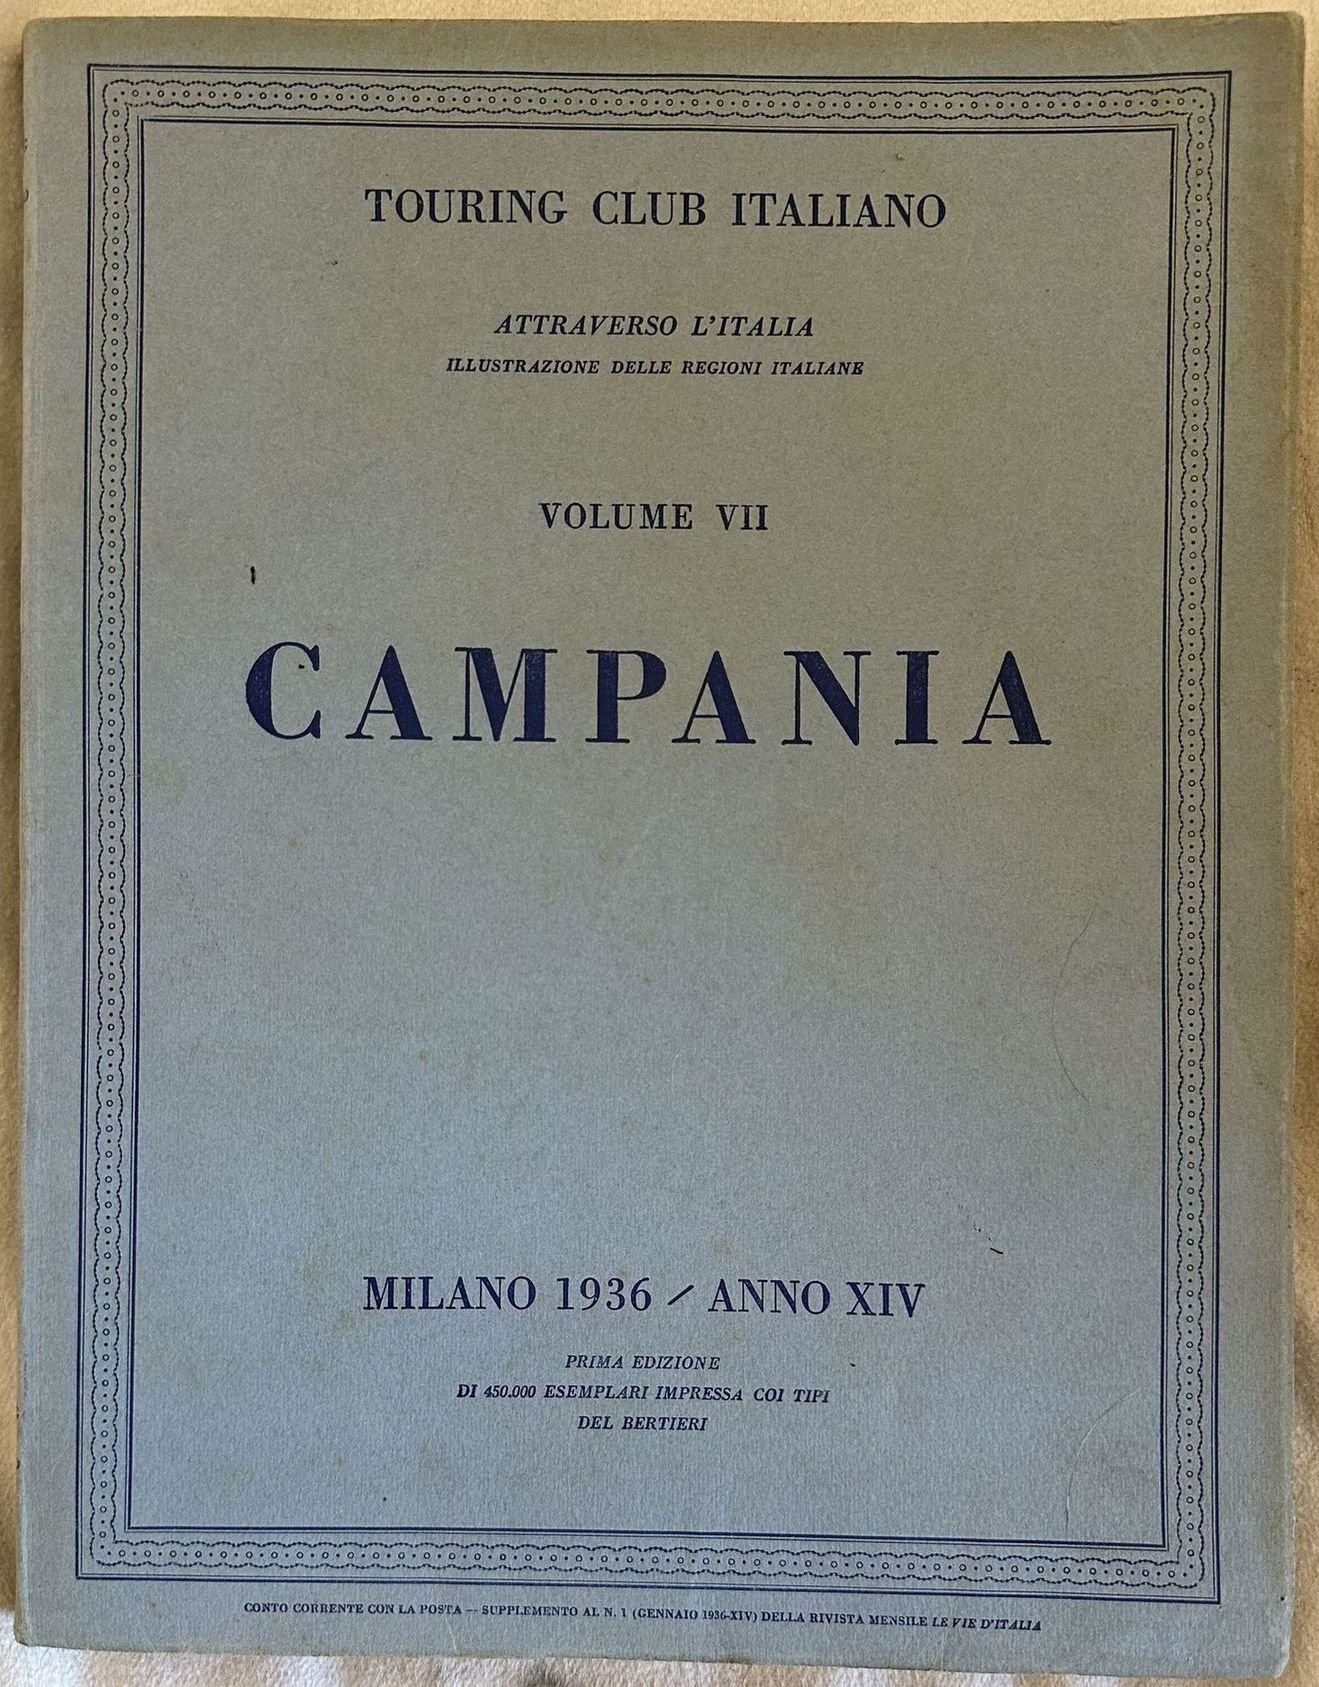 TOURING CLUB ITALIANO
ATTRAVERSO L'ITALIA
ILLUSTRAZIONE DELLE REGIONI ITALIANE
VOLUME VII
CAMPANIA
MILANO 1936 / ANNO XIV
PRIMA EDIZIONE
DI 450.000 ESEMPLARI IMPRESSA COI TIPI
DEL BERTIERI
CONTO CORRENTE CON LA POSTA — SUPPLEMENTO AL N. 1 (GENNAIO 1936-XIV) DELLA RIVISTA MENSILE LE VIE D'ITALIA